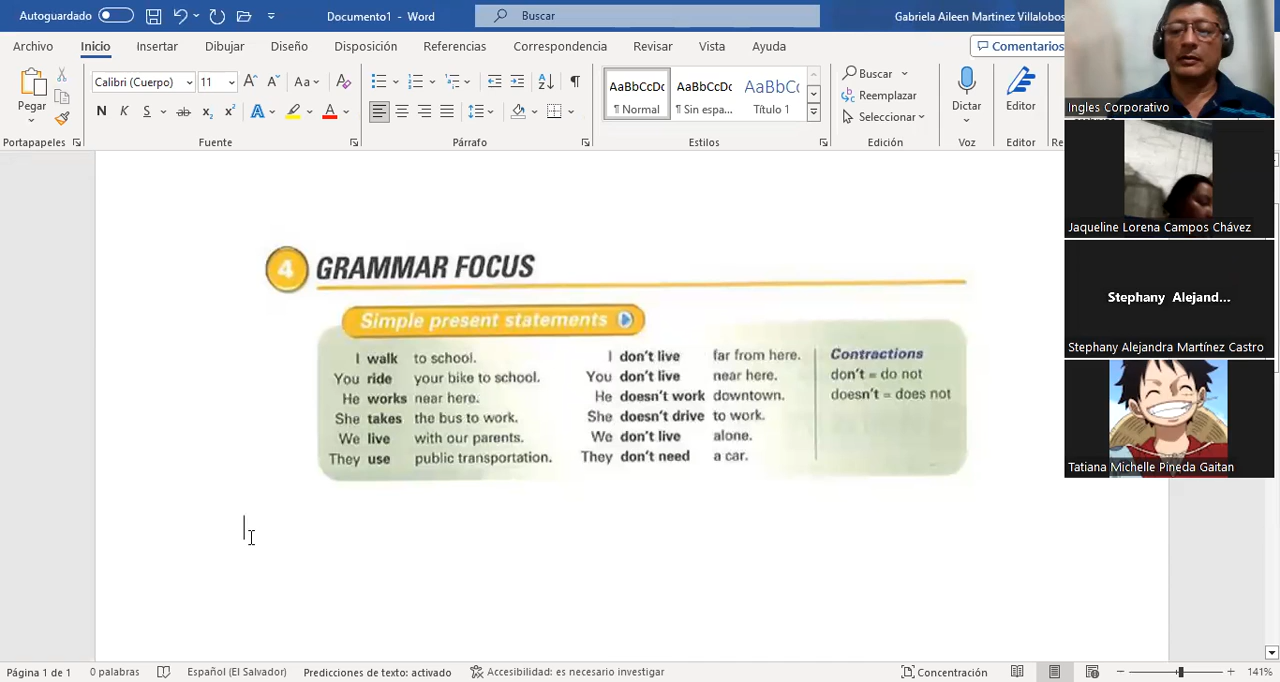 Autoguardado
Documento1 - Word
Buscar
Gabriela Aileen Martinez Villalobos
Archivo Inicio Insertar Dibujar Diseño Disposición Referencias Correspondencia Revisar Vista Ayuda
Comentarios
Pegar
Calibri (Cuerpo) 11
Aa
N K S ab x₂ x² A A
AaBbCcDc AaBbCcDc AaBbCc
¶ Normal ¶ Sin espa... Título 1
Buscar
Reemplazar
Seleccionar
Dictar
Editor
Portapapeles Fuente Párrafo Estilos Edición Voz Editor Re
4 GRAMMAR FOCUS
Simple present statements
I walk to school. I don't live far from here. Contractions
You ride your bike to school. You don't live near here. don't = do not
He works near here. He doesn't work downtown. doesn't = does not
She takes the bus to work. She doesn't drive to work.
We live with our parents. We don't live alone.
They use public transportation. They don't need a car.
Ingles Corporativo
Jaqueline Lorena Campos Chávez
Stephany Alejand...
Stephany Alejandra Martínez Castro
Tatiana Michelle Pineda Gaitan
Página 1 de 1 0 palabras Español (El Salvador) Predicciones de texto: activado Accesibilidad: es necesario investigar Concentración 141%